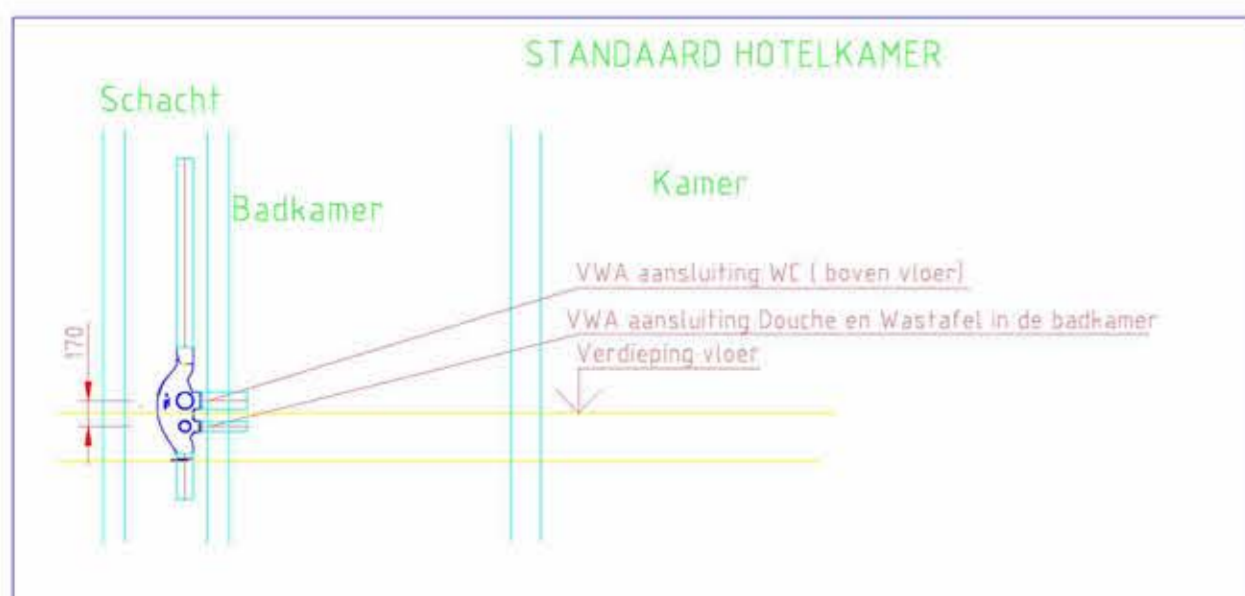 STANDAARD HOTELKAMER
Schacht
Kamer
Badkamer
VWA aansluiting WC ( boven vloer)
VWA aansluiting Douche en Wastafel in de badkamer
170
Verdieping vloer